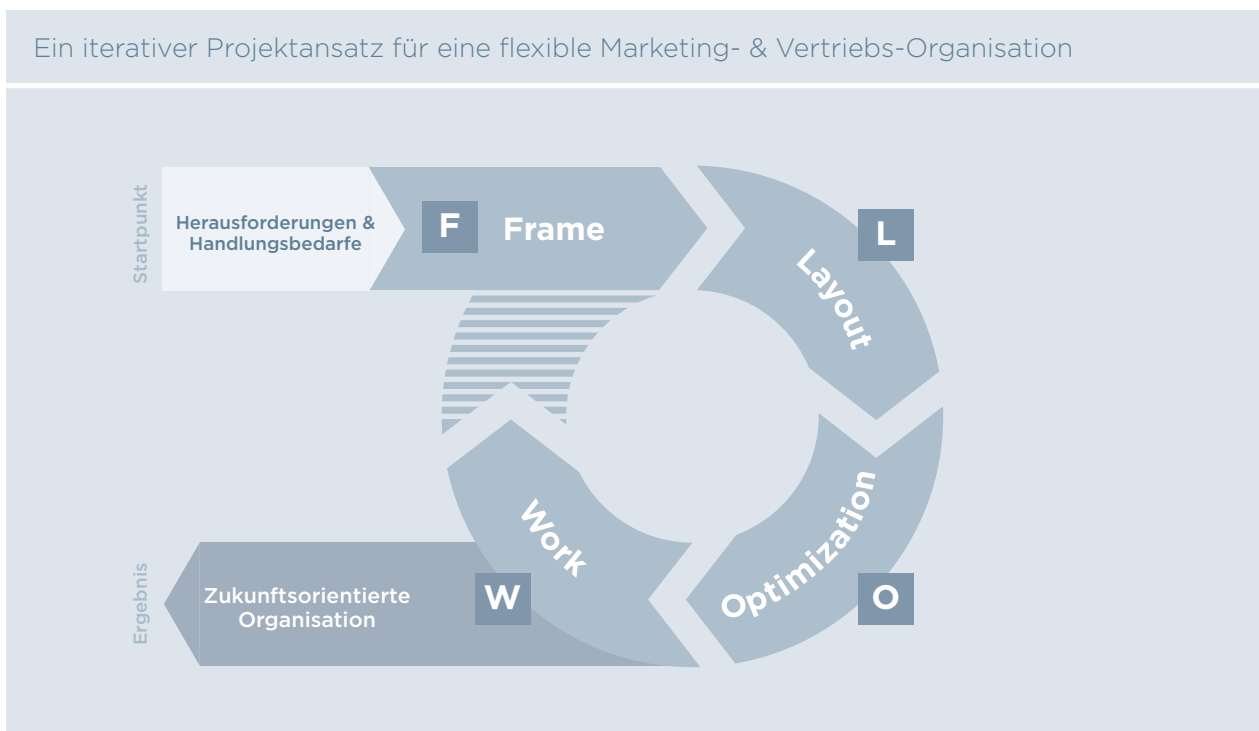 Ein iterativer Projektansatz für eine flexible Marketing- & Vertriebs-Organisation
Startpunkt
Herausforderungen &
Handlungsbedarfe
F
Frame
L
Layout
O
Optimization
W
Work
Ergebnis
Zukunftsorientierte
Organisation